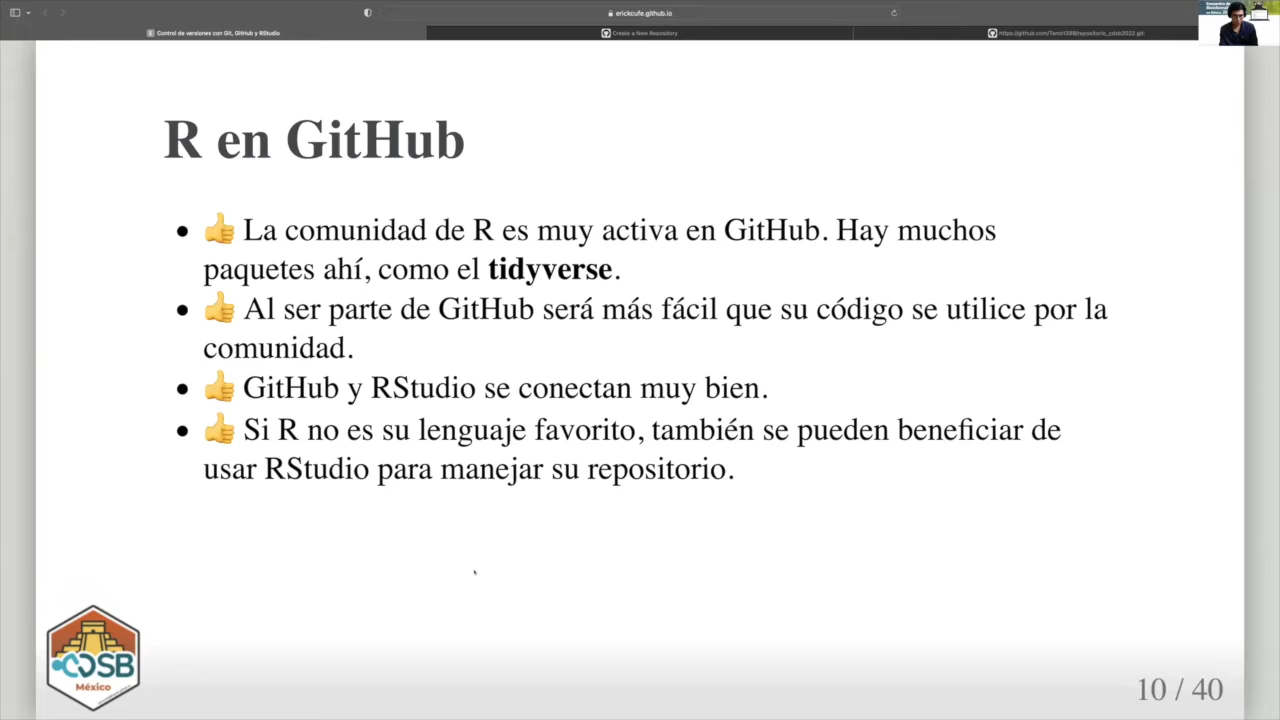 erickcufe.github.io
Control de versiones con Git, GitHub y RStudio
Create a New Repository
R en GitHub
👍 La comunidad de R es muy activa en GitHub. Hay muchos
paquetes ahí, como el tidyverse.
👍 Al ser parte de GitHub será más fácil que su código se utilice por la
comunidad.
👍 GitHub y RStudio se conectan muy bien.
👍 Si R no es su lenguaje favorito, también se pueden beneficiar de
usar RStudio para manejar su repositorio.
CDSB
México
10 / 40